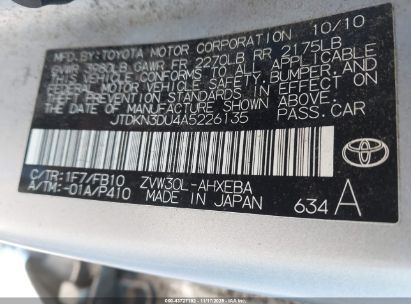 MFD.BY: TOYOTA MOTOR CORPORATION 10/10
GAWR FR 2270LB RR 2175LB
THIS VEHICLE CONFORMS TO ALL APPLICABLE
FEDERAL MOTOR VEHICLE SAFETY, BUMPER, AND
THEFT PREVENTION STANDARDS IN EFFECT ON
THE DATE OF MANUFACTURE SHOWN ABOVE.
JTDKN3DU4A5226135 PASS.CAR
C/TR:1F7/FB10 ZVW30L-AHXEBA
A/TM:-01A/P410 MADE IN JAPAN 634 A